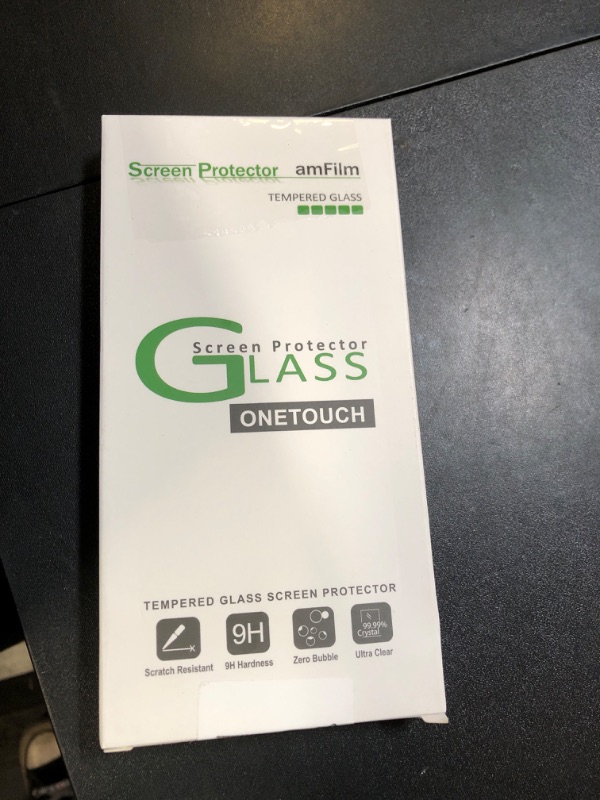 Screen Protector amFilm
TEMPERED GLASS
Screen Protector
GLASS
ONETOUCH
TEMPERED GLASS SCREEN PROTECTOR
9H
99.99%
Crystal
Scratch Resistant 9H Hardness Zero Bubble Ultra Clear